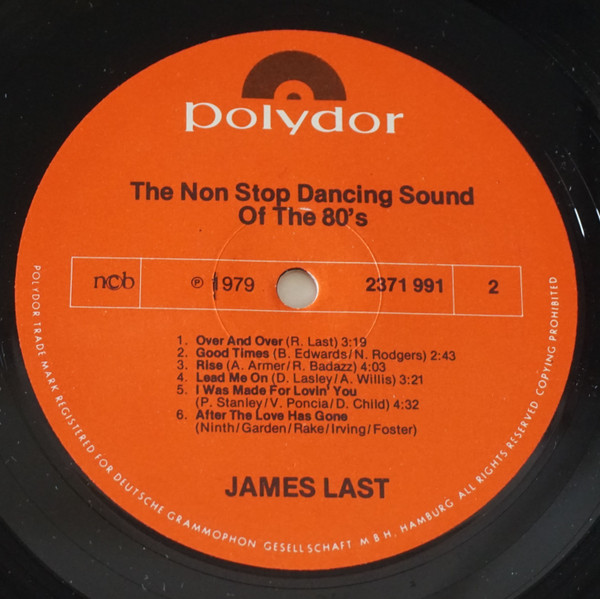 polydor
The Non Stop Dancing Sound
Of The 80's
ncb ℗ 1979 2371 991 2
1. Over And Over (R. Last) 3:19
2. Good Times (B. Edwards/N. Rodgers) 2:43
3. Rise (A. Armer/R. Badazz) 4:03
4. Lead Me On (D. Lasley/A. Willis) 3:21
5. I Was Made For Lovin' You
(P. Stanley/V. Poncia/D. Child) 4:32
6. After The Love Has Gone
(Ninth/Garden/Rake/Irving/Foster)
JAMES LAST
POLYDOR TRADE MARK REGISTERED FOR DEUTSCHE GRAMMOPHON GESELLSCHAFT M B H, HAMBURG ALL RIGHTS RESERVED COPYING PROHIBITED